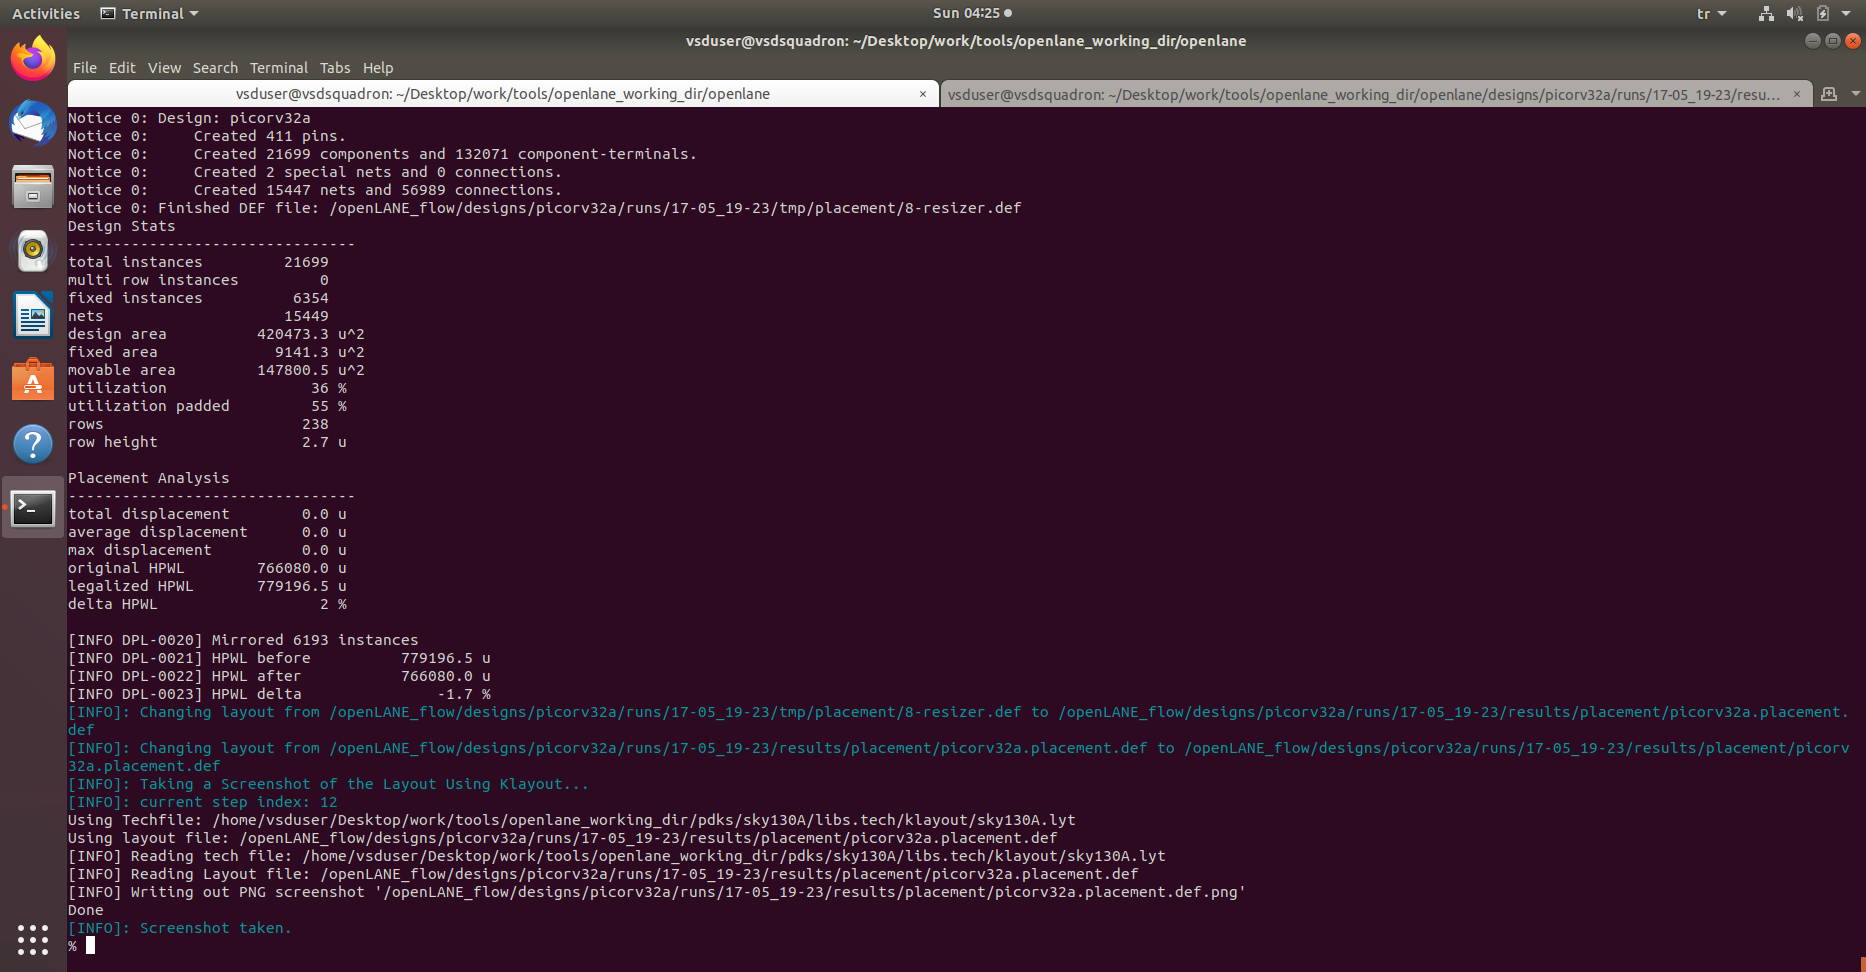 Activities
Terminal
Sun 04:25
tr
vsduser@vsdsquadron: ~/Desktop/work/tools/openlane_working_dir/openlane
File Edit View Search Terminal Tabs Help
vsduser@vsdsquadron: ~/Desktop/work/tools/openlane_working_dir/openlane
vsduser@vsdsquadron: ~/Desktop/work/tools/openlane_working_dir/openlane/designs/picorv32a/runs/17-05_19-23/resu...
Notice 0: Design: picorv32a
Notice 0:     Created 411 pins.
Notice 0:     Created 21699 components and 132071 component-terminals.
Notice 0:     Created 2 special nets and 0 connections.
Notice 0:     Created 15447 nets and 56989 connections.
Notice 0: Finished DEF file: /openLANE_flow/designs/picorv32a/runs/17-05_19-23/tmp/placement/8-resizer.def
Design Stats
--------------------------------
total instances         21699
multi row instances         0
fixed instances          6354
nets                    15449
design area          420473.3 u^2
fixed area             9141.3 u^2
movable area         147800.5 u^2
utilization                36 %
utilization padded         55 %
rows                      238
row height                2.7 u
Placement Analysis
--------------------------------
total displacement        0.0 u
average displacement      0.0 u
max displacement          0.0 u
original HPWL        766080.0 u
legalized HPWL       779196.5 u
delta HPWL                  2 %
[INFO DPL-0020] Mirrored 6193 instances
[INFO DPL-0021] HPWL before          779196.5 u
[INFO DPL-0022] HPWL after           766080.0 u
[INFO DPL-0023] HPWL delta               -1.7 %
[INFO]: Changing layout from /openLANE_flow/designs/picorv32a/runs/17-05_19-23/tmp/placement/8-resizer.def to /openLANE_flow/designs/picorv32a/runs/17-05_19-23/results/placement/picorv32a.placement.
def
[INFO]: Changing layout from /openLANE_flow/designs/picorv32a/runs/17-05_19-23/results/placement/picorv32a.placement.def to /openLANE_flow/designs/picorv32a/runs/17-05_19-23/results/placement/picorv
32a.placement.def
[INFO]: Taking a Screenshot of the Layout Using Klayout...
[INFO]: current step index: 12
Using Techfile: /home/vsduser/Desktop/work/tools/openlane_working_dir/pdks/sky130A/libs.tech/klayout/sky130A.lyt
Using layout file: /openLANE_flow/designs/picorv32a/runs/17-05_19-23/results/placement/picorv32a.placement.def
[INFO] Reading tech file: /home/vsduser/Desktop/work/tools/openlane_working_dir/pdks/sky130A/libs.tech/klayout/sky130A.lyt
[INFO] Reading Layout file: /openLANE_flow/designs/picorv32a/runs/17-05_19-23/results/placement/picorv32a.placement.def
[INFO] Writing out PNG screenshot '/openLANE_flow/designs/picorv32a/runs/17-05_19-23/results/placement/picorv32a.placement.def.png'
Done
[INFO]: Screenshot taken.
%